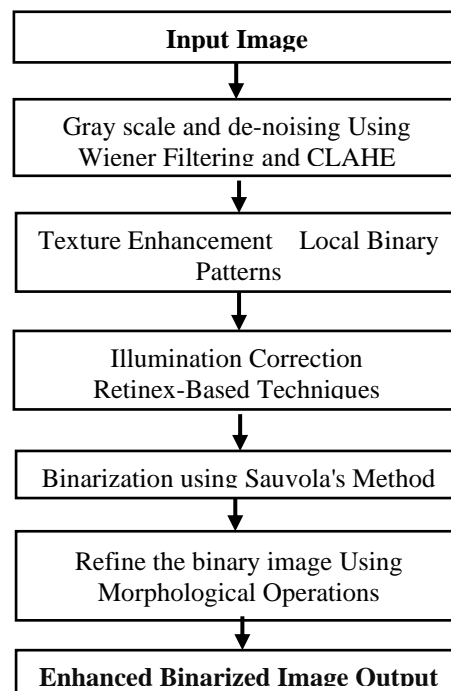 Input Image
Gray scale and de-noising Using
Wiener Filtering and CLAHE
Texture Enhancement Local Binary
Patterns
Illumination Correction
Retinex-Based Techniques
Binarization using Sauvola's Method
Refine the binary image Using
Morphological Operations
Enhanced Binarized Image Output